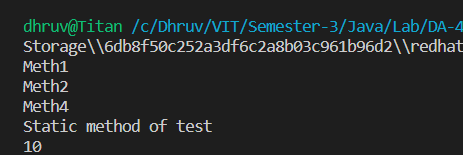 dhruv@Titan /c/Dhruv/VIT/Semester-3/Java/Lab/DA-4
Storage\\6db8f50c252a3df6c2a8b03c961b96d2\\redhat
Meth1
Meth2
Meth4
Static method of test
10